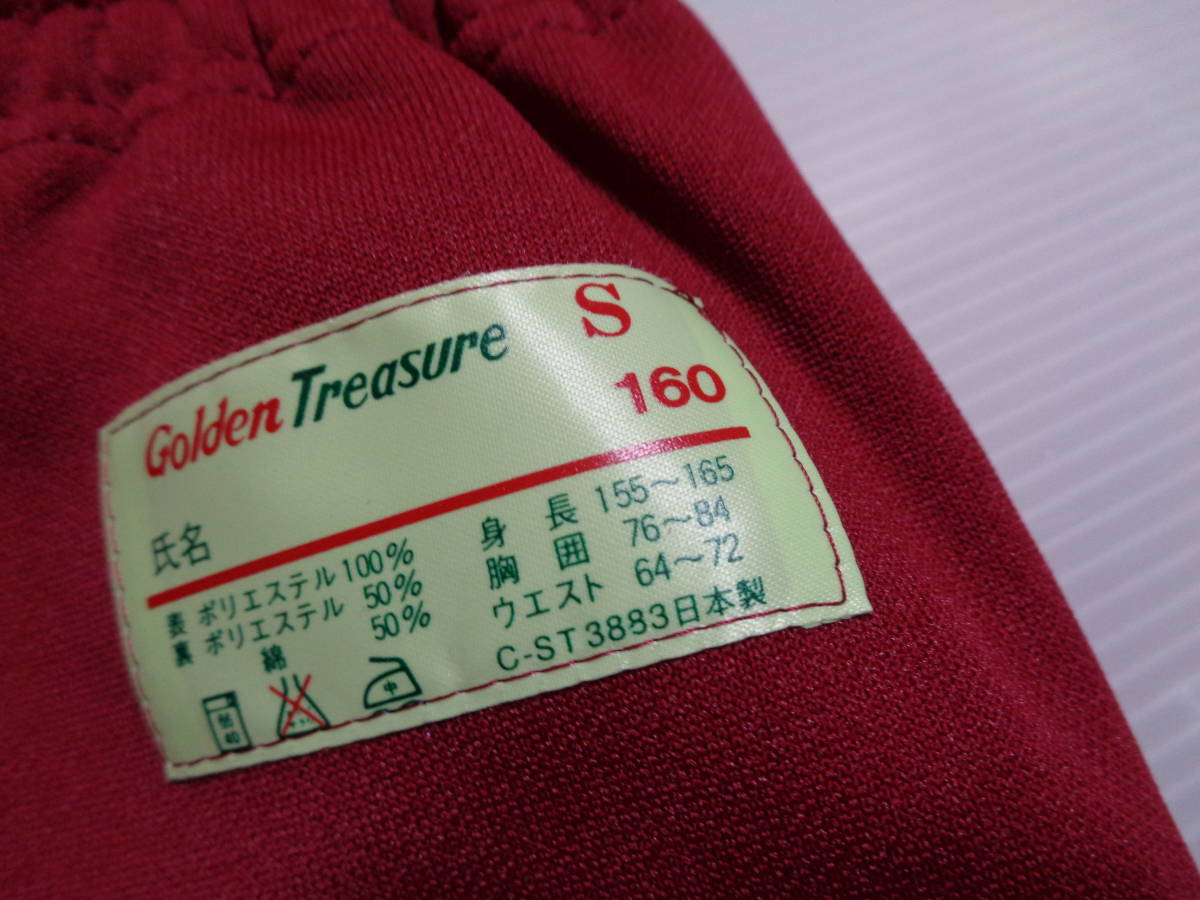 Golden Treasure S
160
氏名
表 ポリエステル 100%
裏 ポリエステル 50%
綿 50%
身長 155～165
胸囲 76～84
ウエスト 64～72
C-ST3883日本製
40
中